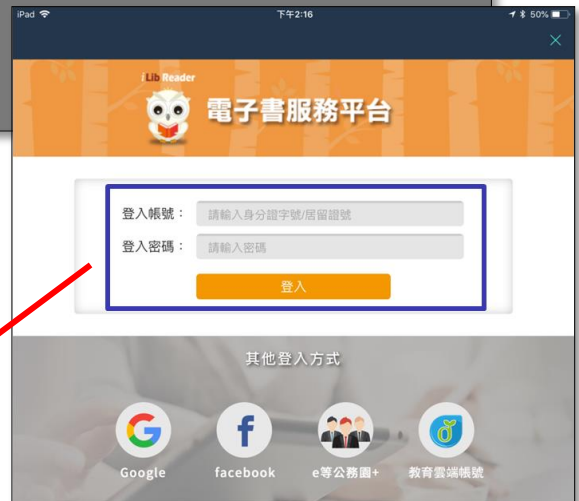 iPad 下午2:16 50%
iLib Reader
電子書服務平台
登入帳號： 請輸入身分證字號/居留證號
登入密碼： 請輸入密碼
登入
其他登入方式
Google facebook e等公務園+ 教育雲端帳號